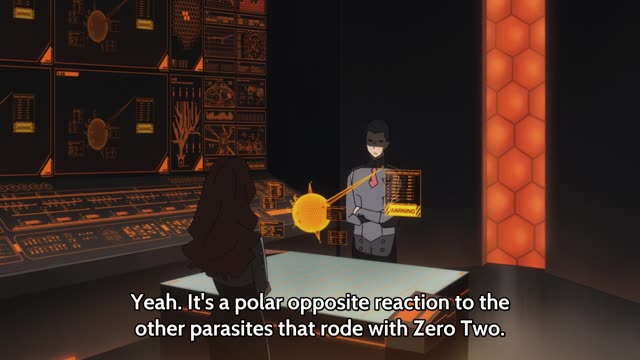 WARNING
Yeah. It's a polar opposite reaction to the
other parasites that rode with Zero Two.